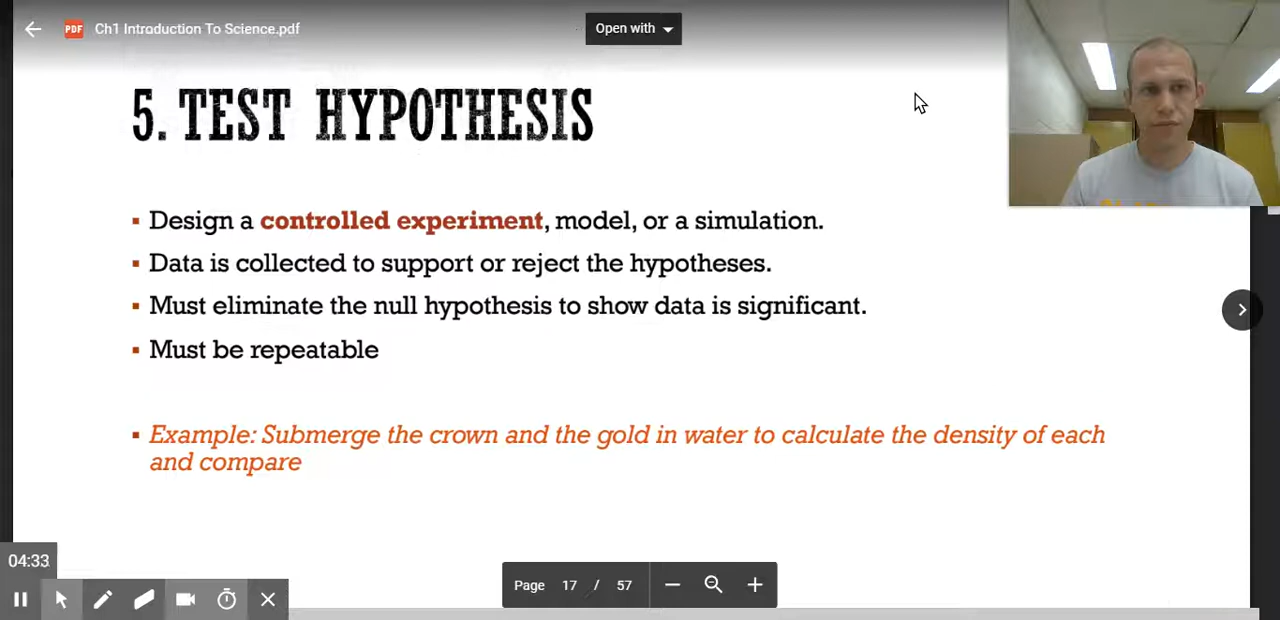 PDF Ch1 Introduction To Science.pdf Open with
5. TEST HYPOTHESIS
▪ Design a controlled experiment, model, or a simulation.
▪ Data is collected to support or reject the hypotheses.
▪ Must eliminate the null hypothesis to show data is significant.
▪ Must be repeatable
▪ Example: Submerge the crown and the gold in water to calculate the density of each
and compare
04:33
Page 17 / 57